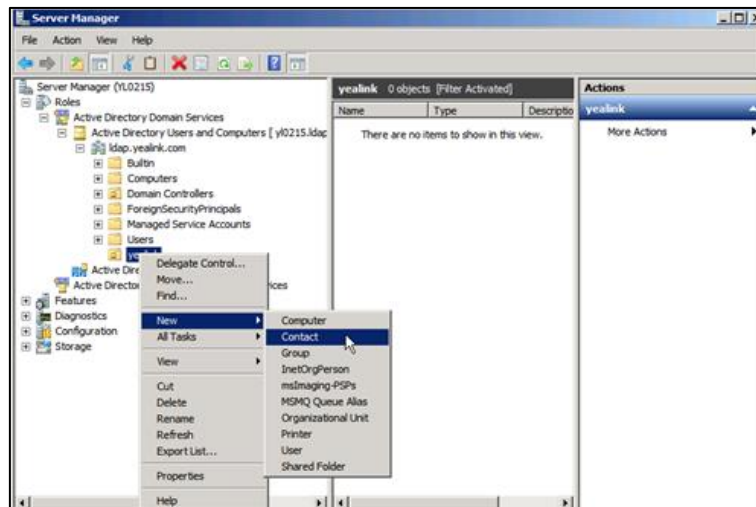 Server Manager
File Action View Help
Server Manager (YL0215)
Roles
Active Directory Domain Services
Active Directory Users and Computers [ yl0215.ldap
ldap.yealink.com
Builtin
Computers
Domain Controllers
ForeignSecurityPrincipals
Managed Service Accounts
Users
Active Dire
Active Director
ices
Features
Diagnostics
Configuration
Storage
Delegate Control...
Move...
Find...
New
All Tasks
View
Cut
Delete
Rename
Refresh
Export List...
Properties
Help
Computer
Contact
Group
InetOrgPerson
msImaging-PSPs
MSMQ Queue Alias
Organizational Unit
Printer
User
Shared Folder
yealink 0 objects [Filter Activated]
Name Type Descriptio
There are no items to show in this view.
Actions
yealink
More Actions